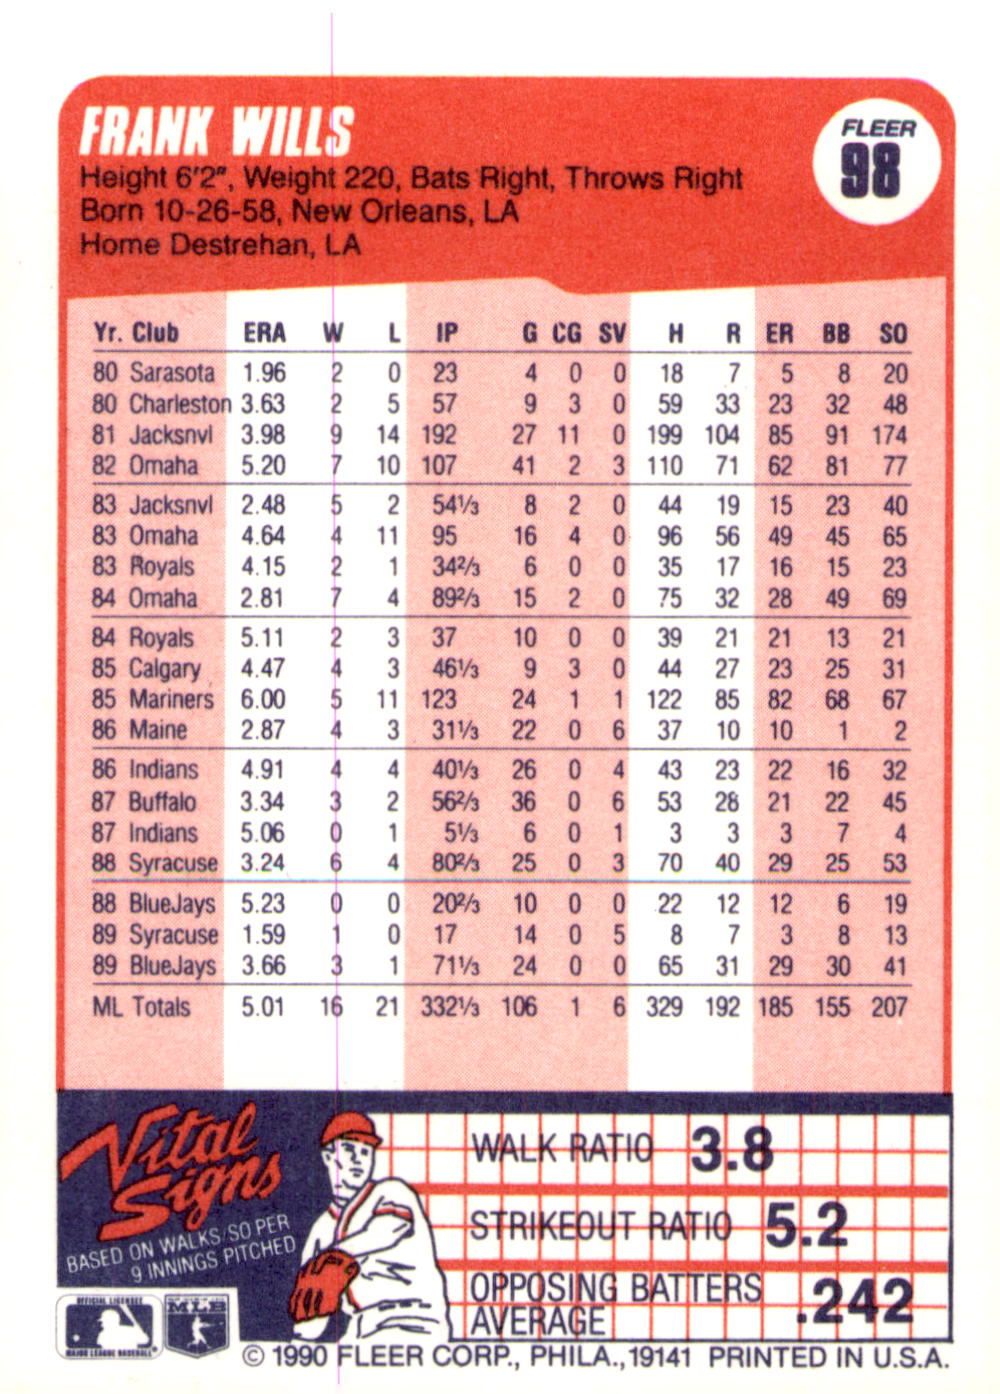 FRANK WILLS
FLEER
98
Height 6'2", Weight 220, Bats Right, Throws Right
Born 10-26-58, New Orleans, LA
Home Destrehan, LA
Yr. Club ERA W L IP G CG SV H R ER BB SO
80 Sarasota 1.96 2 0 23 4 0 0 18 7 5 8 20
80 Charleston 3.63 2 5 57 9 3 0 59 33 23 32 48
81 Jacksnvl 3.98 9 14 192 27 11 0 199 104 85 91 174
82 Omaha 5.20 7 10 107 41 2 3 110 71 62 81 77
83 Jacksnvl 2.48 5 2 54⅓ 8 2 0 44 19 15 23 40
83 Omaha 4.64 4 11 95 16 4 0 96 56 49 45 65
83 Royals 4.15 2 1 34⅔ 6 0 0 35 17 16 15 23
84 Omaha 2.81 7 4 89⅔ 15 2 0 75 32 28 49 69
84 Royals 5.11 2 3 37 10 0 0 39 21 21 13 21
85 Calgary 4.47 4 3 46⅓ 9 3 0 44 27 23 25 31
85 Mariners 6.00 5 11 123 24 1 1 122 85 82 68 67
86 Maine 2.87 4 3 31⅓ 22 0 6 37 10 10 1 2
86 Indians 4.91 4 4 40⅓ 26 0 4 43 23 22 16 32
87 Buffalo 3.34 3 2 56⅔ 36 0 6 53 28 21 22 45
87 Indians 5.06 0 1 5⅓ 6 0 1 3 3 3 7 4
88 Syracuse 3.24 6 4 80⅔ 25 0 3 70 40 29 25 53
88 BlueJays 5.23 0 0 20⅔ 10 0 0 22 12 12 6 19
89 Syracuse 1.59 1 0 17 14 0 5 8 7 3 8 13
89 BlueJays 3.66 3 1 71⅓ 24 0 0 65 31 29 30 41
ML Totals 5.01 16 21 332⅓ 106 1 6 329 192 185 155 207
Vital
Signs
BASED ON WALKS/SO PER
9 INNINGS PITCHED
WALK RATIO 3.8
STRIKEOUT RATIO 5.2
OPPOSING BATTERS
AVERAGE .242
OFFICIAL LICENSEE
MAJOR LEAGUE BASEBALL
MLB
© 1990 FLEER CORP., PHILA., 19141 PRINTED IN U.S.A.